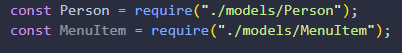 const Person = require("./models/Person");
const MenuItem = require("./models/MenuItem");